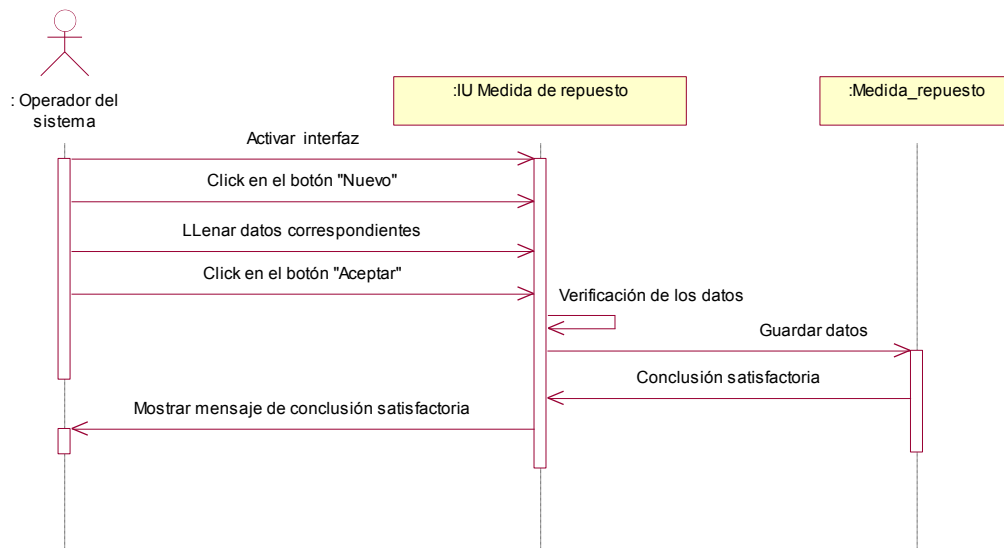 : Operador del
sistema
:IU Medida de repuesto
:Medida_repuesto
Activar interfaz
Click en el botón "Nuevo"
LLenar datos correspondientes
Click en el botón "Aceptar"
Verificación de los datos
Guardar datos
Conclusión satisfactoria
Mostrar mensaje de conclusión satisfactoria